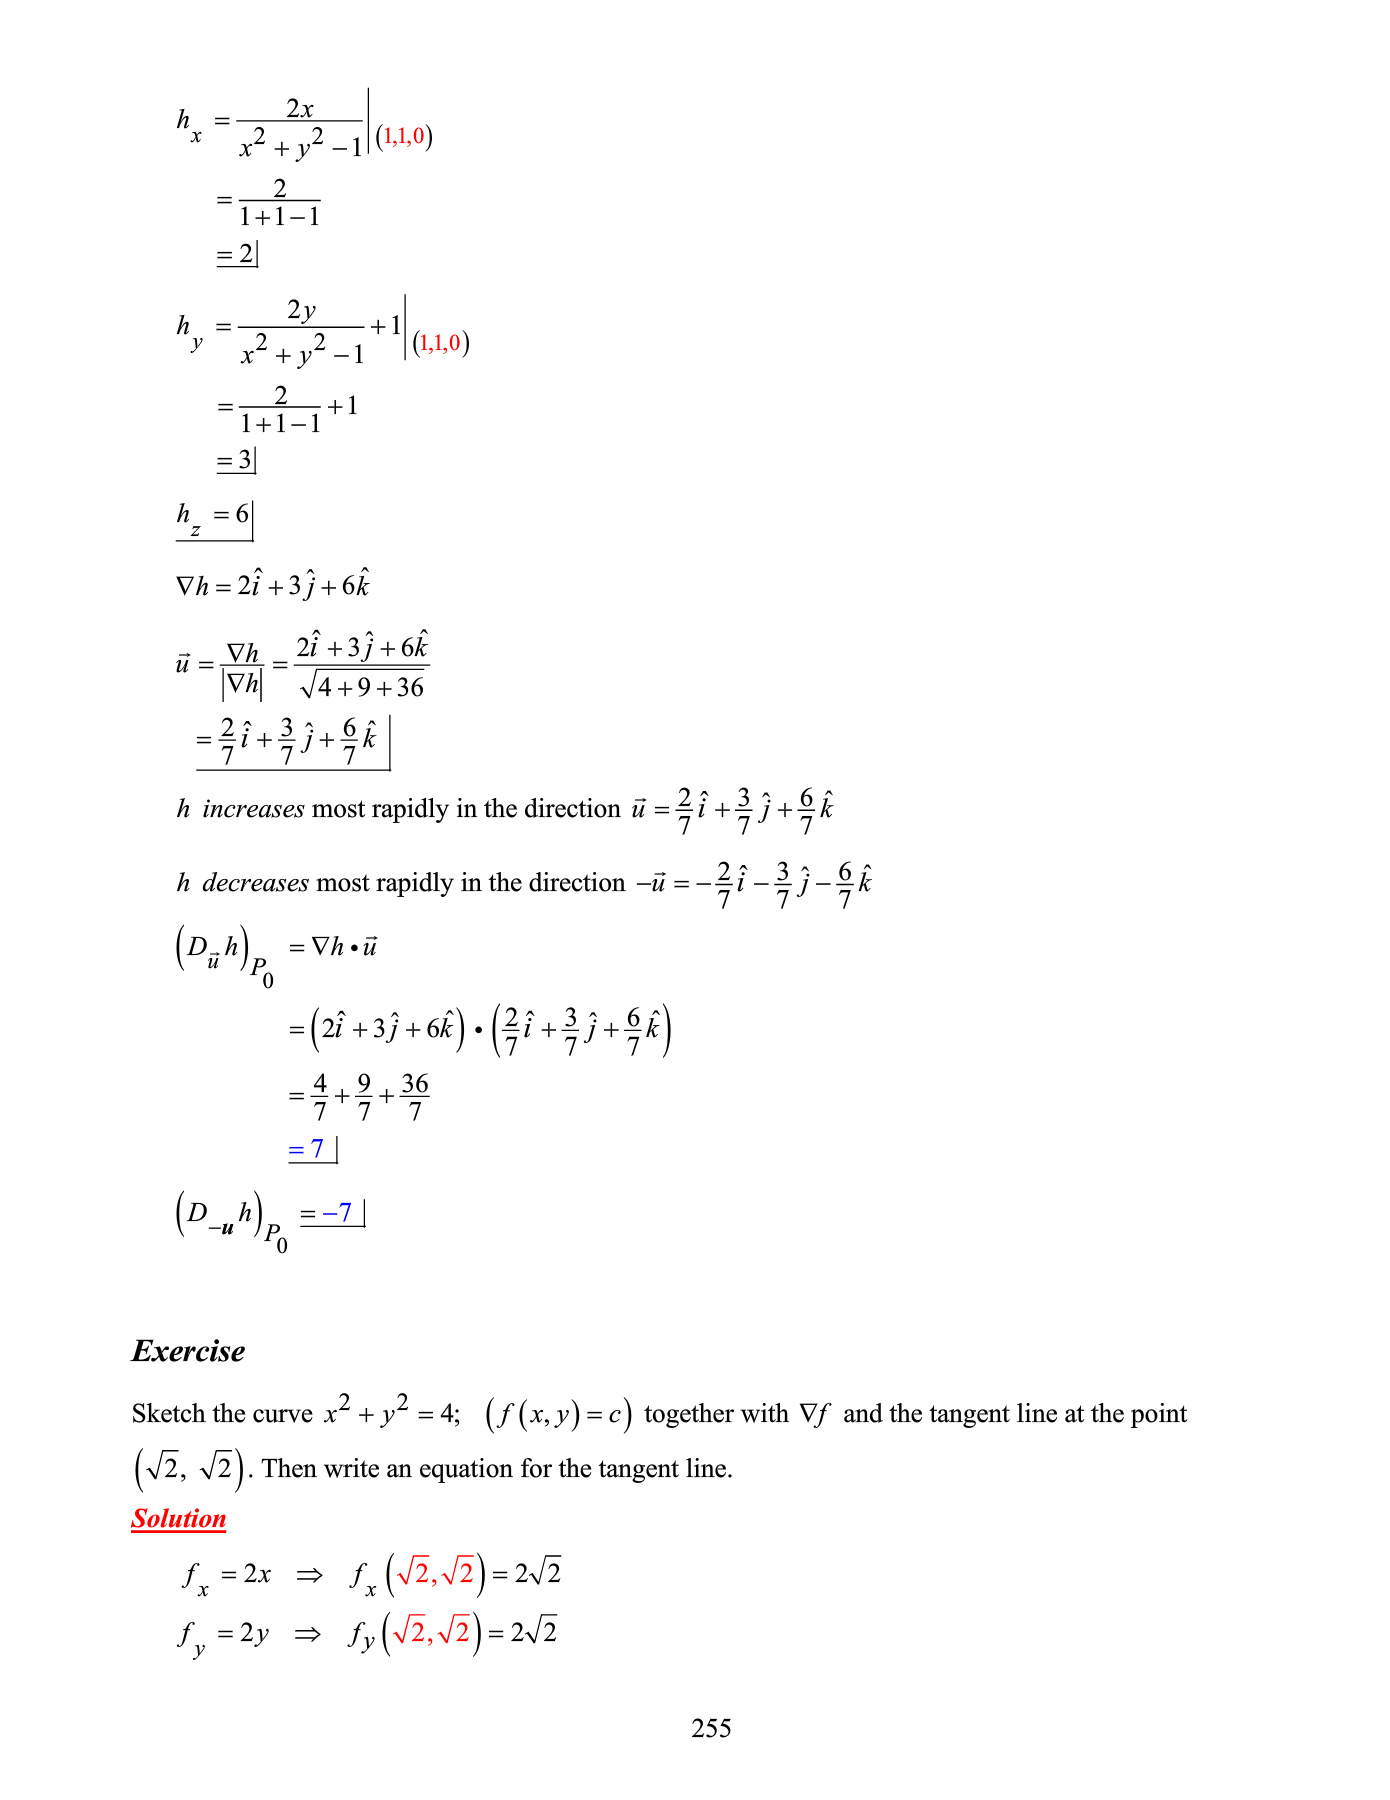 $h_x = \left.\frac{2x}{x^2+y^2-1}\right|_{(1,1,0)}$
$= \frac{2}{1+1-1}$
$= 2|$
$h_y = \left.\frac{2y}{x^2+y^2-1}+1\right|_{(1,1,0)}$
$= \frac{2}{1+1-1}+1$
$= 3|$
$h_z = 6|$
$\nabla h = 2\hat{i}+3\hat{j}+6\hat{k}$
$\vec{u} = \frac{\nabla h}{|\nabla h|} = \frac{2\hat{i}+3\hat{j}+6\hat{k}}{\sqrt{4+9+36}}$
$= \frac{2}{7}\hat{i}+\frac{3}{7}\hat{j}+\frac{6}{7}\hat{k}|$
h increases most rapidly in the direction $\vec{u} = \frac{2}{7}\hat{i}+\frac{3}{7}\hat{j}+\frac{6}{7}\hat{k}$
h decreases most rapidly in the direction $-\vec{u} = -\frac{2}{7}\hat{i}-\frac{3}{7}\hat{j}-\frac{6}{7}\hat{k}$
$\left(D_{\vec{u}}h\right)_{P_0} = \nabla h \bullet \vec{u}$
$= \left(2\hat{i}+3\hat{j}+6\hat{k}\right) \bullet \left(\frac{2}{7}\hat{i}+\frac{3}{7}\hat{j}+\frac{6}{7}\hat{k}\right)$
$= \frac{4}{7}+\frac{9}{7}+\frac{36}{7}$
$= 7|$
$\left(D_{-\boldsymbol{u}}h\right)_{P_0} = -7|$
Exercise
Sketch the curve $x^2+y^2=4$; $(f(x,y)=c)$ together with $\nabla f$ and the tangent line at the point
$\left(\sqrt{2},\ \sqrt{2}\right)$. Then write an equation for the tangent line.
Solution
$f_x = 2x \Rightarrow f_x\left(\sqrt{2},\sqrt{2}\right) = 2\sqrt{2}$
$f_y = 2y \Rightarrow f_y\left(\sqrt{2},\sqrt{2}\right) = 2\sqrt{2}$
255